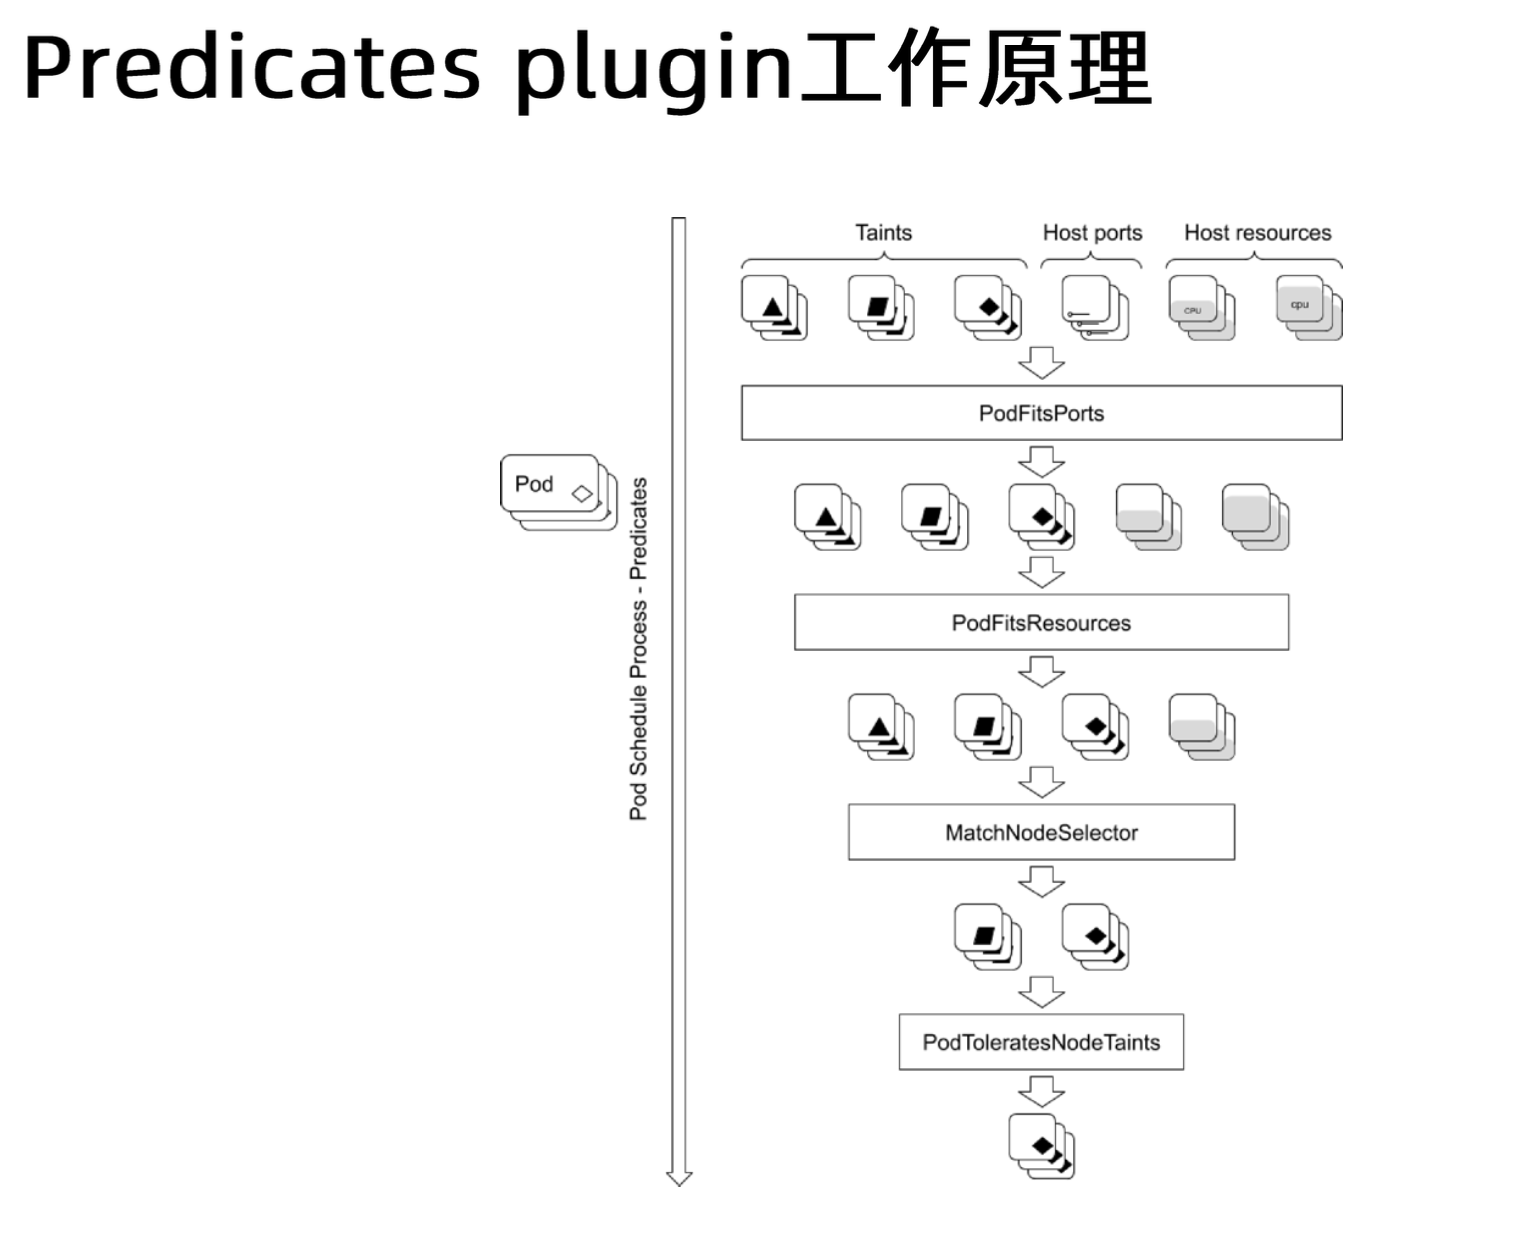 Predicates plugin工作原理
Taints
Host ports
Host resources
CPU
cpu
PodFitsPorts
Pod
Pod Schedule Process - Predicates
PodFitsResources
MatchNodeSelector
PodToleratesNodeTaints